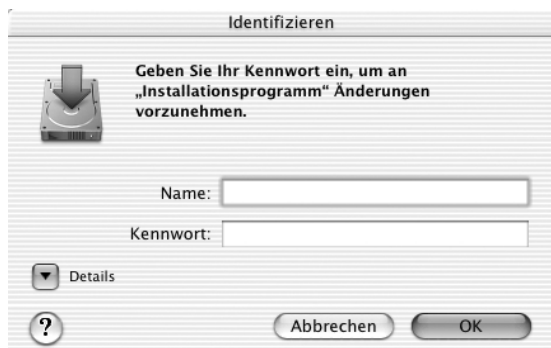 Identifizieren
Geben Sie Ihr Kennwort ein, um an
„Installationsprogramm“ Änderungen
vorzunehmen.
Name:
Kennwort:
Details
?
Abbrechen
OK